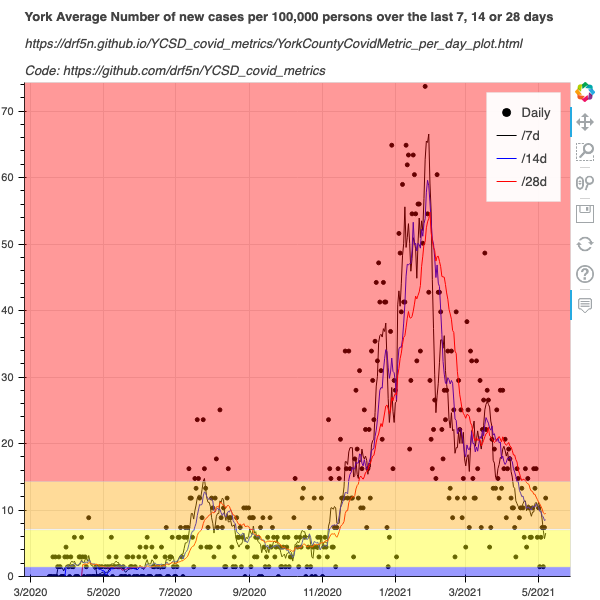 York Average Number of new cases per 100,000 persons over the last 7, 14 or 28 days
https://drf5n.github.io/YCSD_covid_metrics/YorkCountyCovidMetric_per_day_plot.html
Code: https://github.com/drf5n/YCSD_covid_metrics
Daily
/7d
/14d
/28d
70
60
50
40
30
20
10
0
3/2020 5/2020 7/2020 9/2020 11/2020 1/2021 3/2021 5/2021